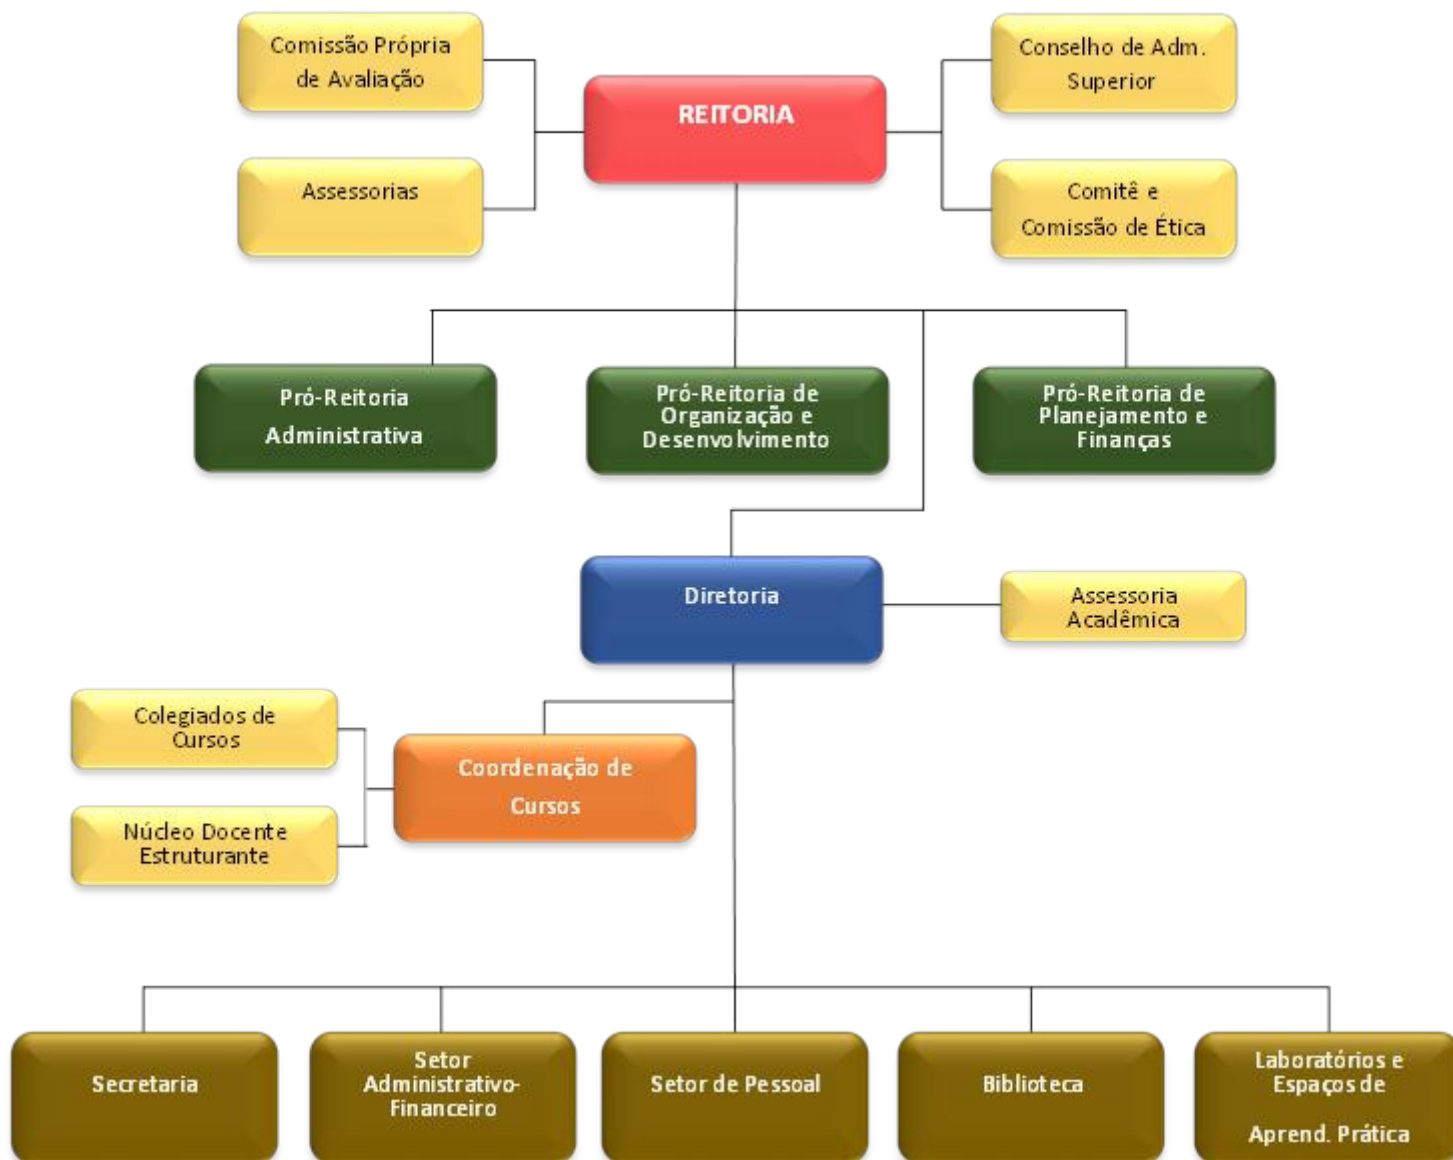 Comissão Própria
de Avaliação
Assessorias
REITORIA
Conselho de Adm.
Superior
Comitê e
Comissão de Ética
Pró-Reitoria
Administrativa
Pró-Reitoria de
Organização e
Desenvolvimento
Pró-Reitoria de
Planejamento e
Finanças
Diretoria
Assessoria
Acadêmica
Colegiados de
Cursos
Núcleo Docente
Estruturante
Coordenação de
Cursos
Secretaria
Setor
Administrativo-
Financeiro
Setor de Pessoal
Biblioteca
Laboratórios e
Espaços de
Aprend. Prática